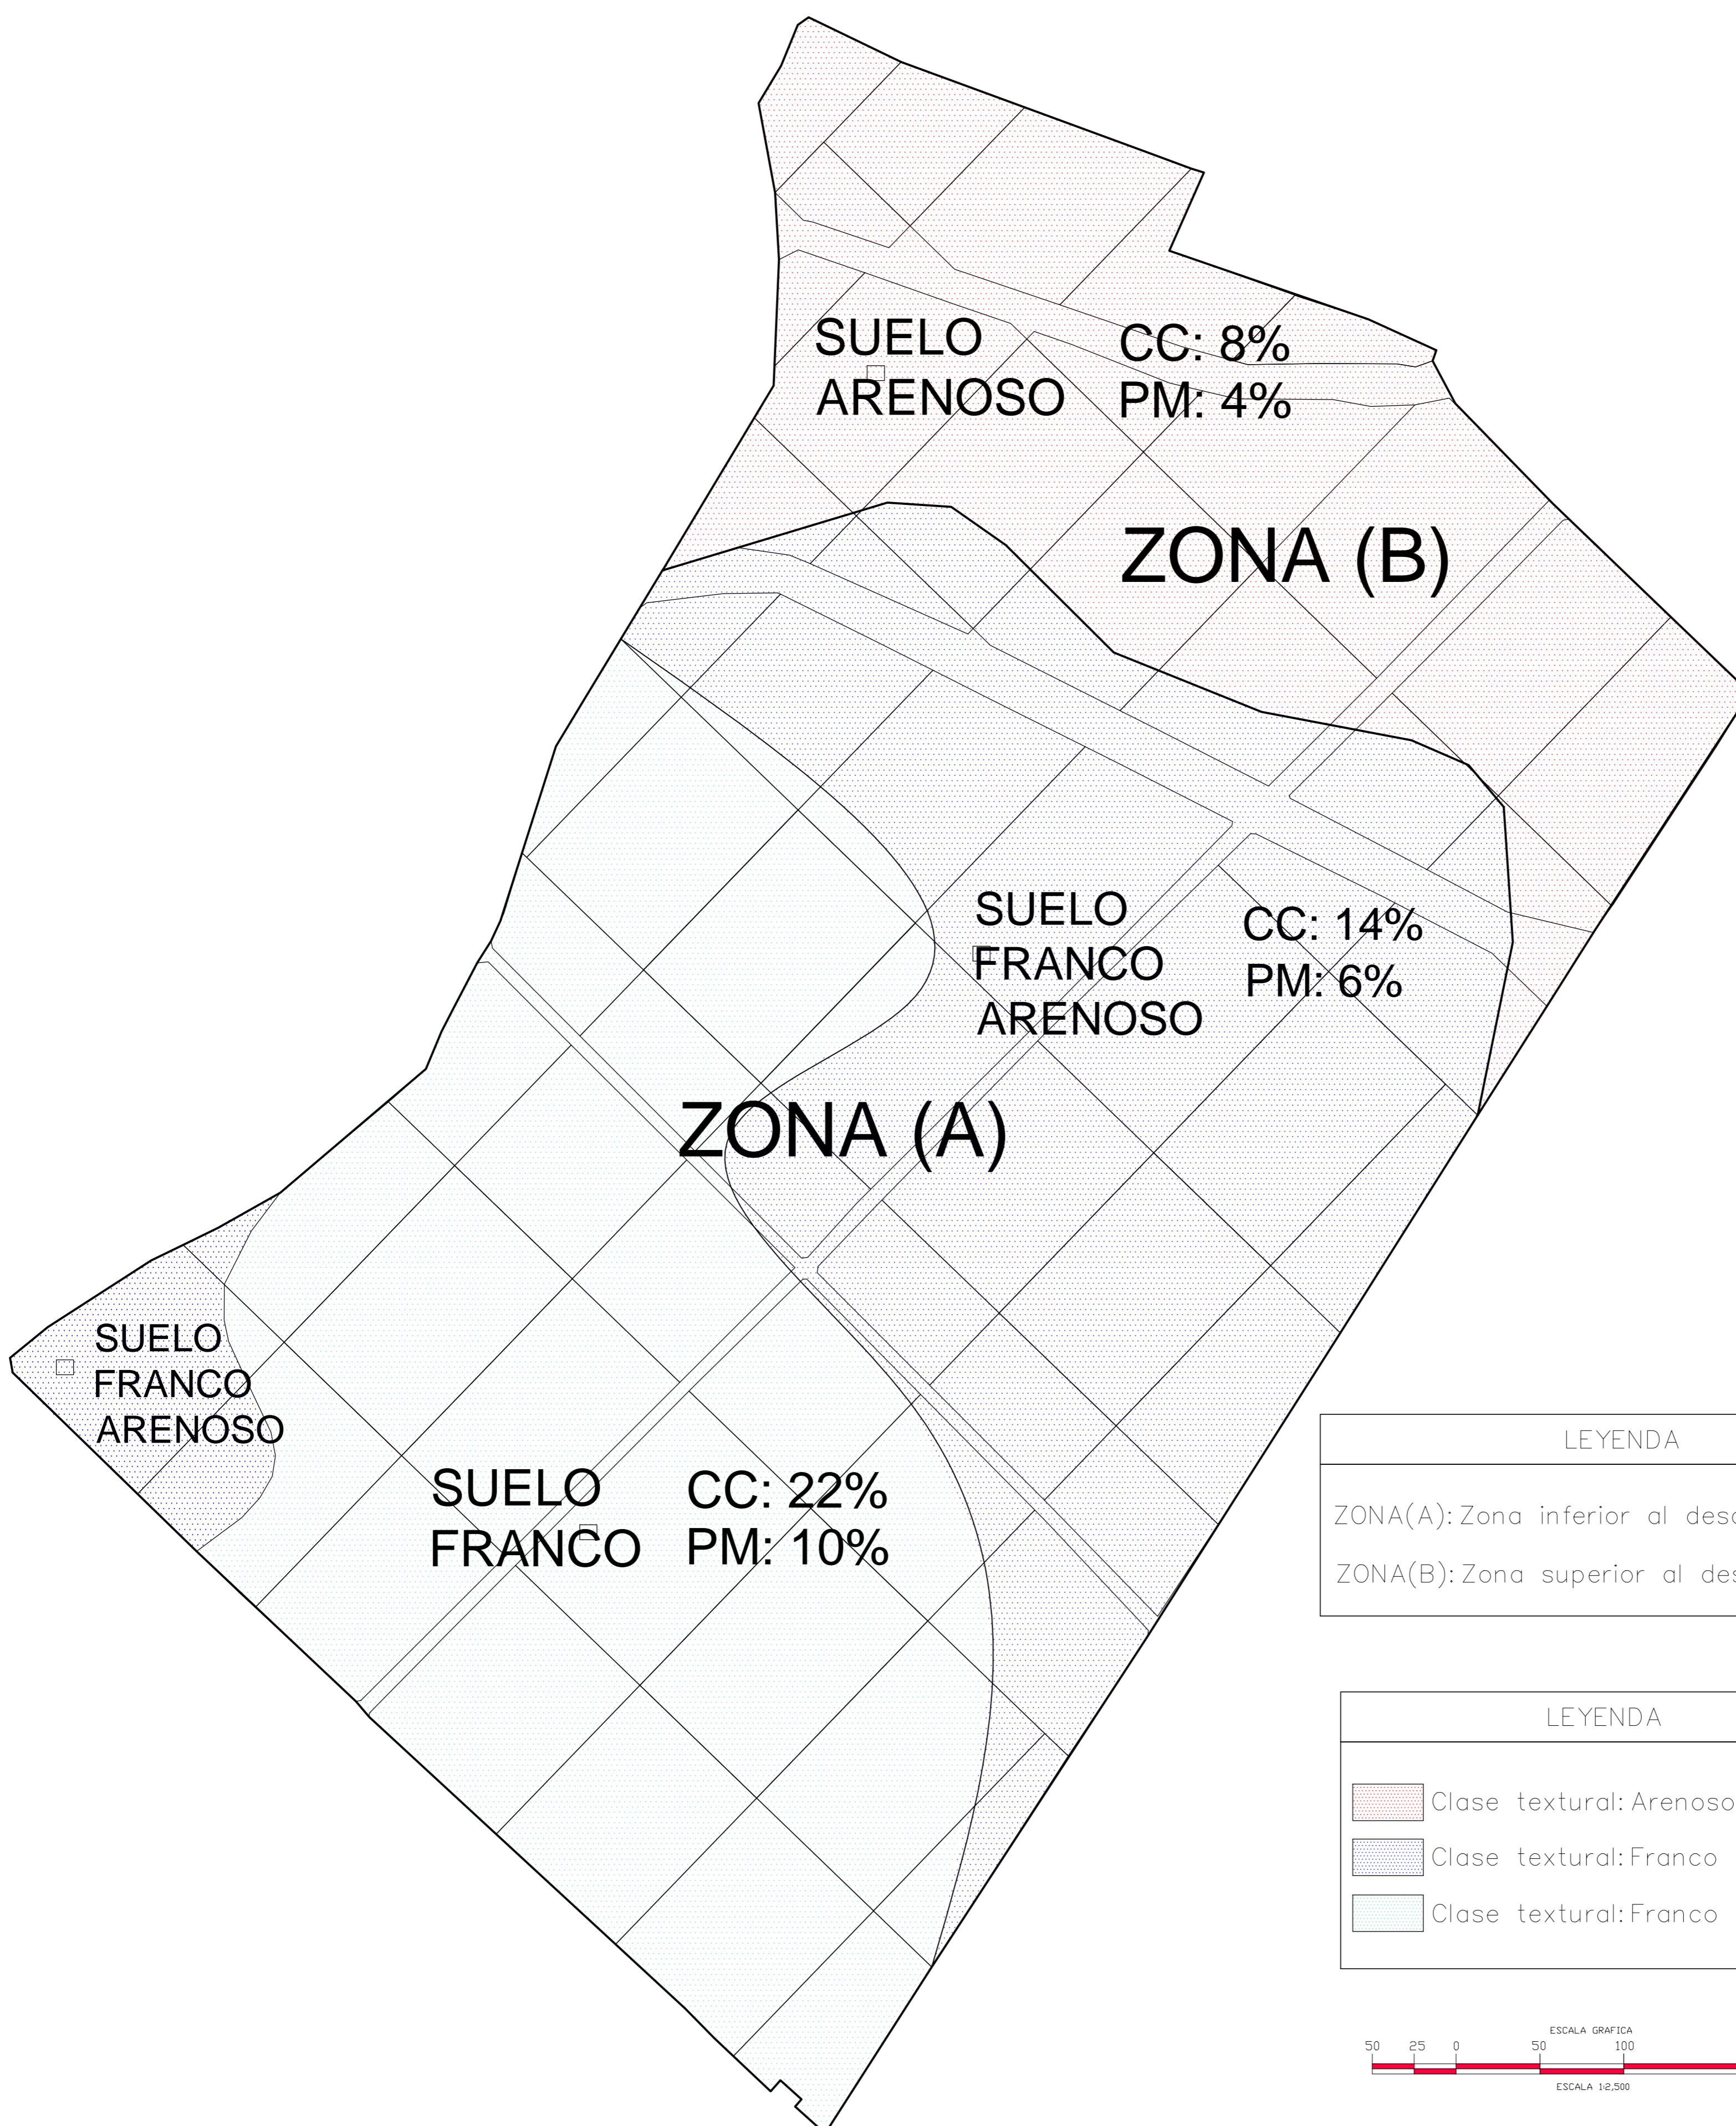 SUELO
ARENOSO
CC: 8%
PM: 4%
ZONA (B)
SUELO
FRANCO
ARENOSO
CC: 14%
PM: 6%
ZONA (A)
SUELO
FRANCO
ARENOSO
SUELO
FRANCO
CC: 22%
PM: 10%
LEYENDA
ZONA(A): Zona inferior al
ZONA(B): Zona superior al
LEYENDA
Clase textural: Arenoso
Clase textural: Franco
Clase textural: Franco
ESCALA GRAFICA
50 25 0 50 100
ESCALA 1:2,500